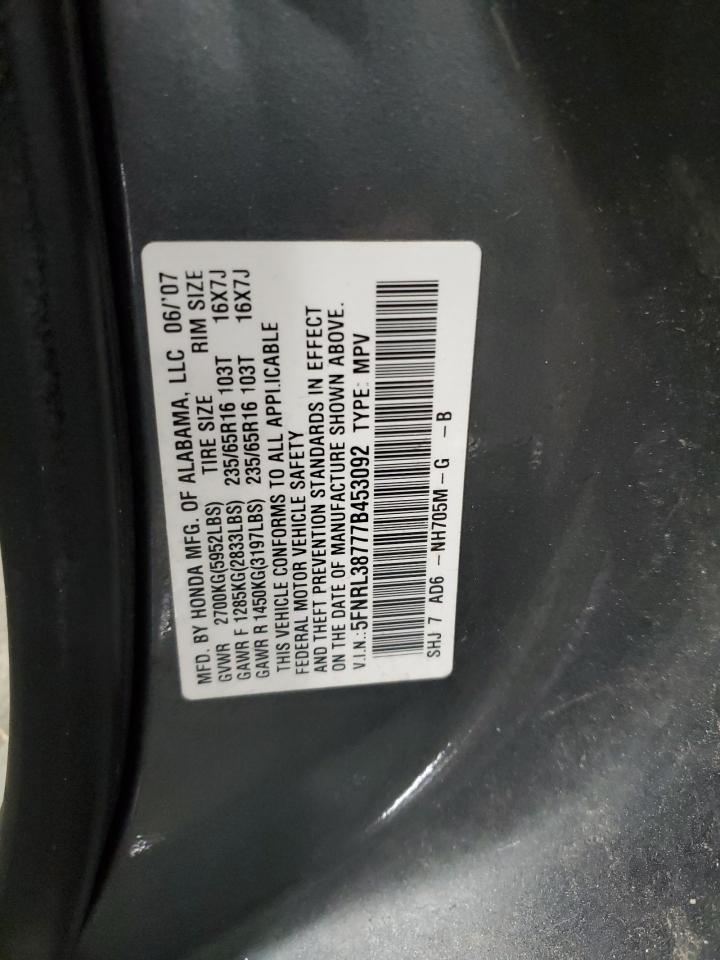 MFD. BY HONDA MFG. OF ALABAMA, LLC 06/'07
TIRE SIZE RIM SIZE
GVWR 2700KG(5952LBS)
GAWR F 1285KG(2833LBS) 235/65R16 103T 16X7J
GAWR R 1450KG(3197LBS) 235/65R16 103T 16X7J
THIS VEHICLE CONFORMS TO ALL APPLICABLE
FEDERAL MOTOR VEHICLE SAFETY
AND THEFT PREVENTION STANDARDS IN EFFECT
ON THE DATE OF MANUFACTURE SHOWN ABOVE.
V.I.N.:5FNRL38777B453092 TYPE: MPV
SHJ 7 AD6 -NH705M-G -B